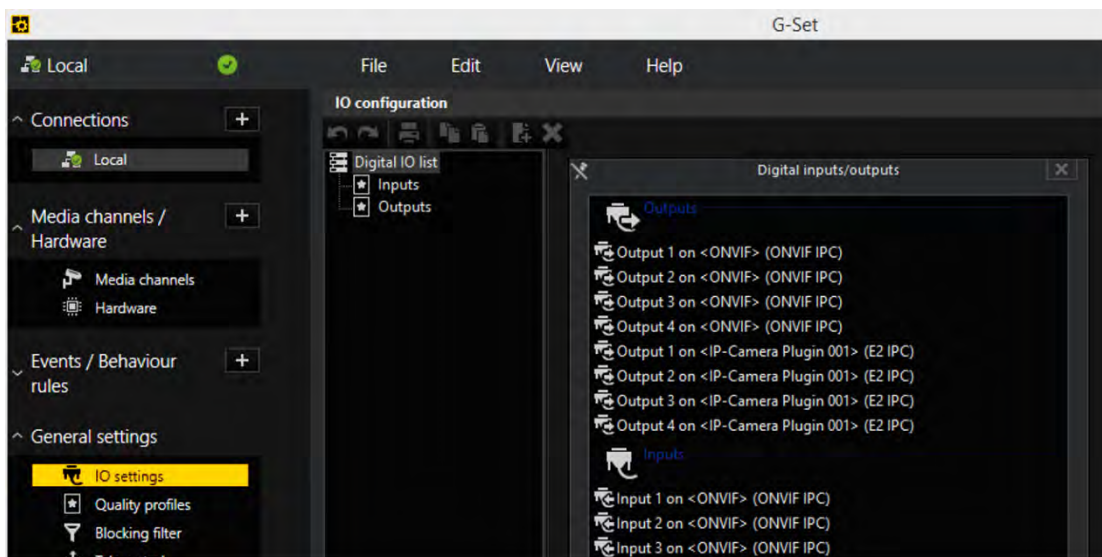 G-Set
Local
File Edit View Help
Connections
Local
Media channels /
Hardware
Media channels
Hardware
Events / Behaviour
rules
General settings
IO settings
Quality profiles
Blocking filter
IO configuration
Digital IO list
Inputs
Outputs
Digital inputs/outputs
Outputs
Output 1 on <ONVIF> (ONVIF IPC)
Output 2 on <ONVIF> (ONVIF IPC)
Output 3 on <ONVIF> (ONVIF IPC)
Output 4 on <ONVIF> (ONVIF IPC)
Output 1 on <IP-Camera Plugin 001> (E2 IPC)
Output 2 on <IP-Camera Plugin 001> (E2 IPC)
Output 3 on <IP-Camera Plugin 001> (E2 IPC)
Output 4 on <IP-Camera Plugin 001> (E2 IPC)
Inputs
Input 1 on <ONVIF> (ONVIF IPC)
Input 2 on <ONVIF> (ONVIF IPC)
Input 3 on <ONVIF> (ONVIF IPC)